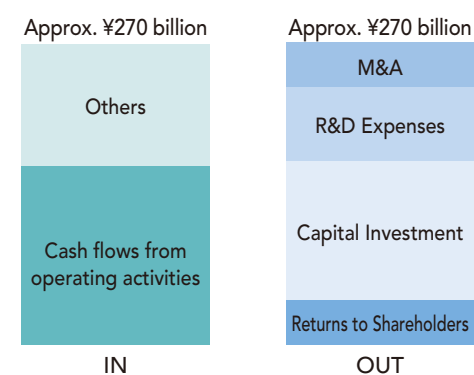 Approx. ¥270 billion
Others
Cash flows from
operating activities
IN
Approx. ¥270 billion
M&A
R&D Expenses
Capital Investment
Returns to Shareholders
OUT